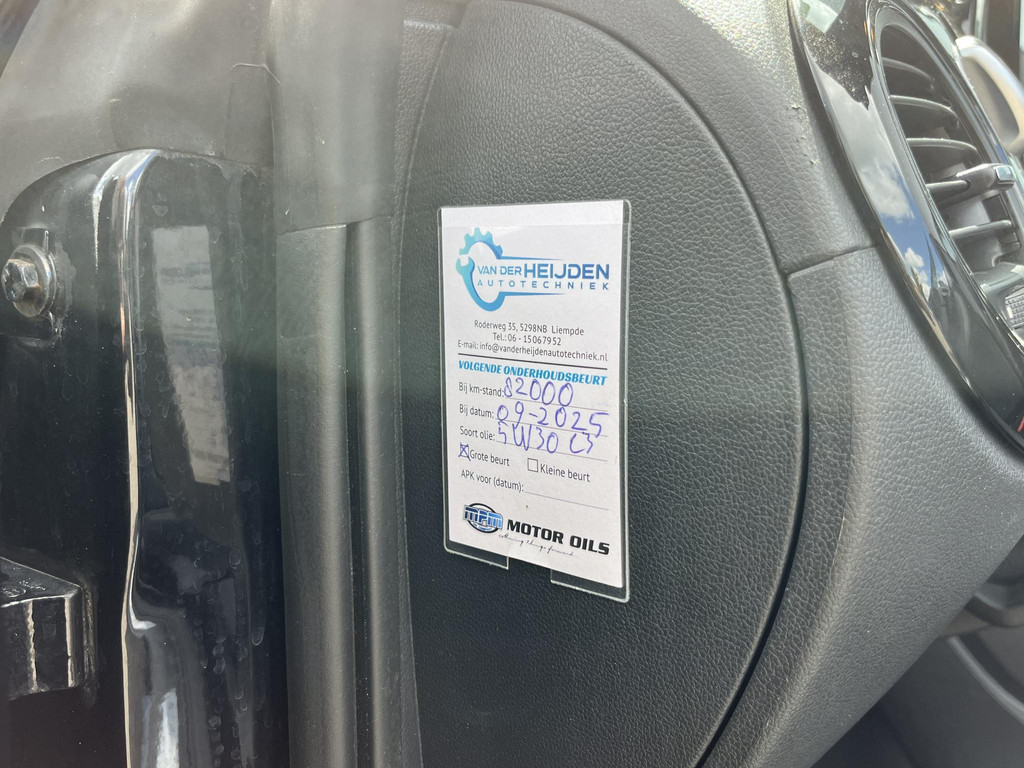 VAN DER HEIJDEN
AUTOTECHNIEK
Roderweg 35, 5298NB Liempde
Tel.: 06 - 15067952
E-mail: info@vanderheijdenautotechniek.nl
VOLGENDE ONDERHOUDSBEURT
Bij km-stand: 82000
Bij datum: 09-2025
Soort olie: 5W30 C3
Grote beurt Kleine beurt
APK voor (datum):
MPM MOTOR OILS